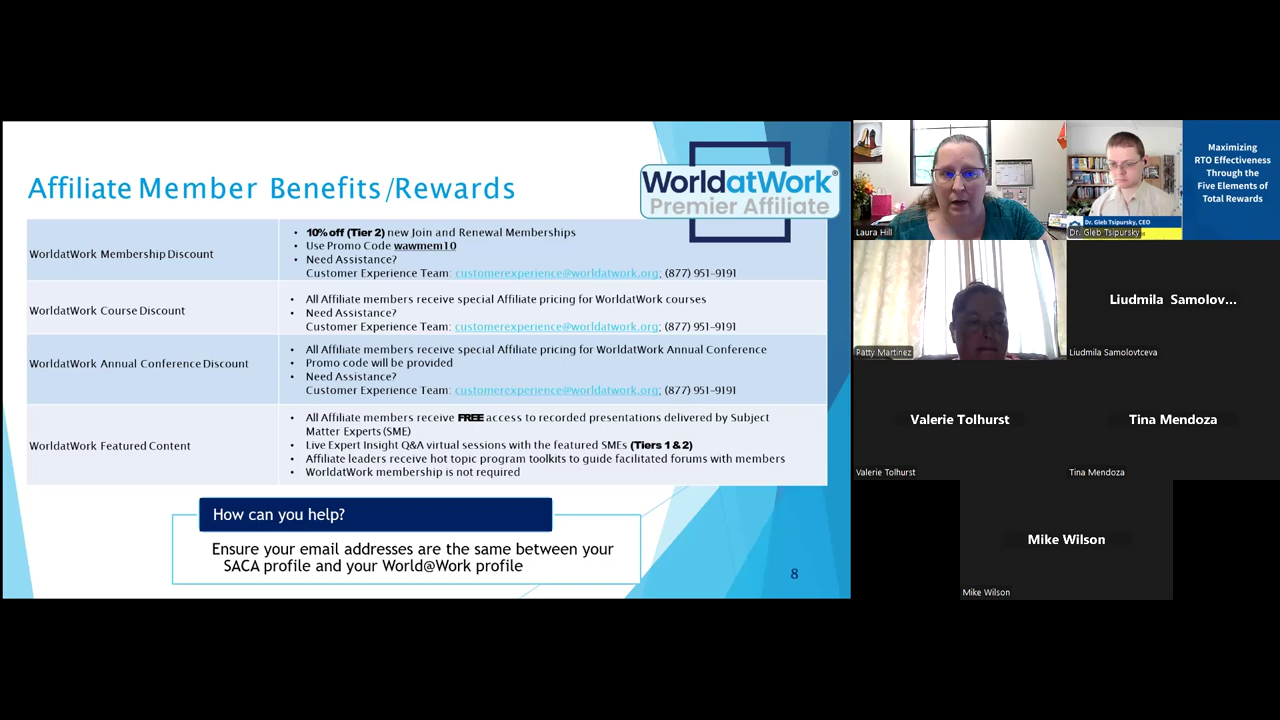 Affiliate Member Benefits/Rewards
WorldatWork®
Premier Affiliate
WorldatWork Membership Discount
• 10% off (Tier 2) new Join and Renewal Memberships
• Use Promo Code wawmem10
• Need Assistance?
Customer Experience Team: customerexperience@worldatwork.org; (877) 951-9191
WorldatWork Course Discount
• All Affiliate members receive special Affiliate pricing for WorldatWork courses
• Need Assistance?
Customer Experience Team: customerexperience@worldatwork.org; (877) 951-9191
WorldatWork Annual Conference Discount
• All Affiliate members receive special Affiliate pricing for WorldatWork Annual Conference
• Promo code will be provided
• Need Assistance?
Customer Experience Team: customerexperience@worldatwork.org; (877) 951-9191
WorldatWork Featured Content
• All Affiliate members receive FREE access to recorded presentations delivered by Subject
Matter Experts (SME)
• Live Expert Insight Q&A virtual sessions with the featured SMEs (Tiers 1 & 2)
• Affiliate leaders receive hot topic program toolkits to guide facilitated forums with members
• WorldatWork membership is not required
How can you help?
Ensure your email addresses are the same between your
SACA profile and your World@Work profile
8
Laura Hill
Dr. Gleb Tsipursky, CEO
Dr. Gleb Tsipursky
Maximizing
RTO Effectiveness
Through the
Five Elements of
Total Rewards
Patty Martinez
Liudmila Samolov...
Liudmila Samolovtceva
Valerie Tolhurst
Valerie Tolhurst
Tina Mendoza
Tina Mendoza
Mike Wilson
Mike Wilson